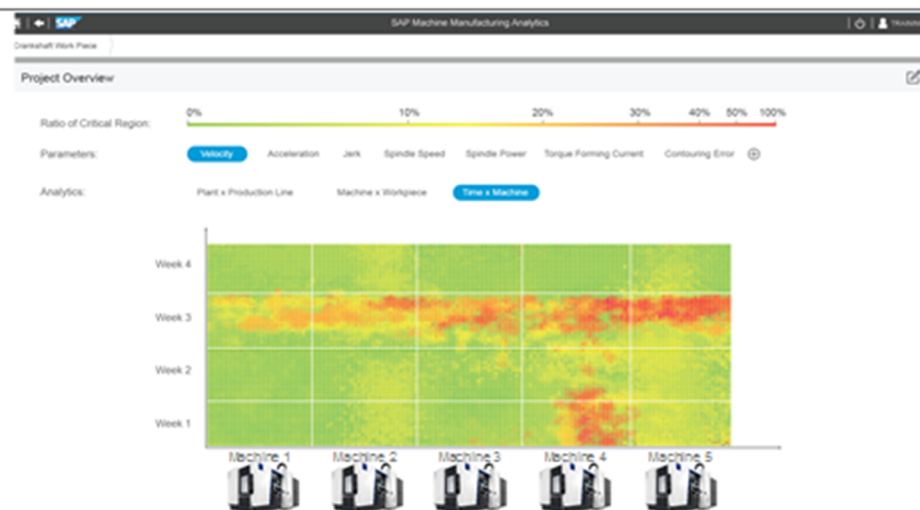 SAP SAP Machine Manufacturing Analytics
Crankshaft Work Piece
Project Overview
0% 10% 20% 30% 40% 50% 100%
Ratio of Critical Region:
Parameters: Velocity Acceleration Jerk Spindle Speed Spindle Power Torque Forming Current Contouring Error
Analytics: Plant x Production Line Machine x Workpiece Time x Machine
Week 4
Week 3
Week 2
Week 1
Machine 1 Machine 2 Machine 3 Machine 4 Machine 5